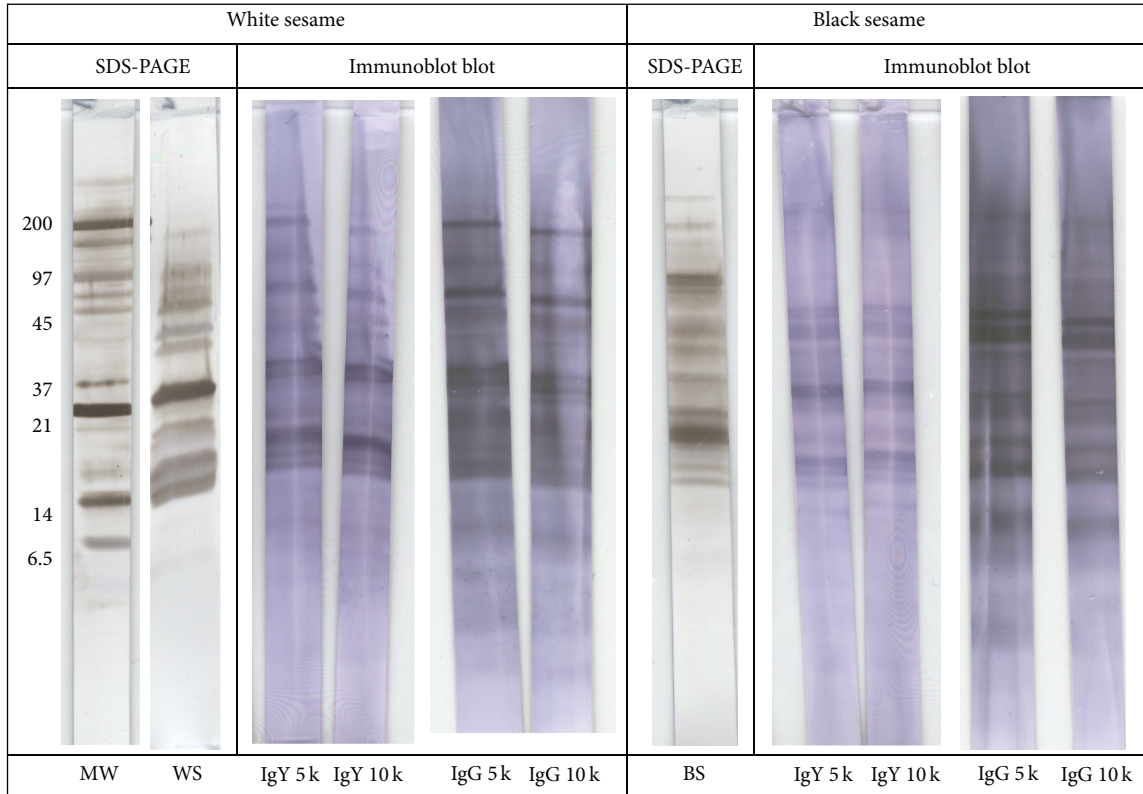 White sesame Black sesame
SDS-PAGE Immunoblot blot SDS-PAGE Immunoblot blot
200
97
45
37
21
14
6.5
MW WS IgY 5 k IgY 10 k IgG 5 k IgG 10 k BS IgY 5 k IgY 10 k IgG 5 k IgG 10 k